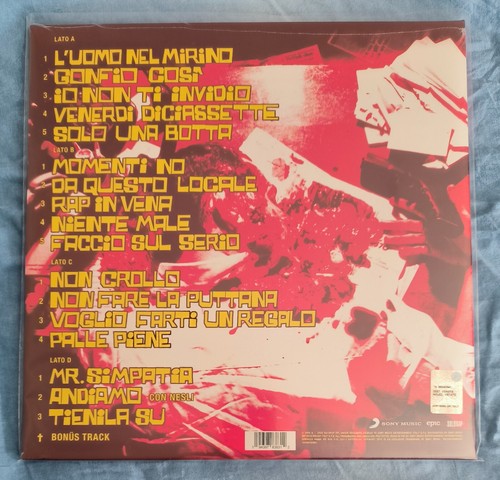 LATO A
1 L'UOMO NEL MIRINO
2 GONFIO COSÌ
3 IO NON TI INVIDIO
4 VENERDÌ DICIASSETTE
5 SOLO UNA BOTTA
LATO B
1 MOMENTI NO
2 DA QUESTO LOCALE
3 RAP IN VENA
4 NIENTE MALE
5 FACCIO SUL SERIO
LATO C
1 NON CROLLO
2 NON FARE LA PUTTANA
3 VOGLIO FARTI UN REGALO
4 PALLE PIENE
LATO D
1 MR. SIMPATIA
2 ANDIAMO CON NESLI
3 TIENILA SU
† BONÜS TRACK
SONY MUSIC epic